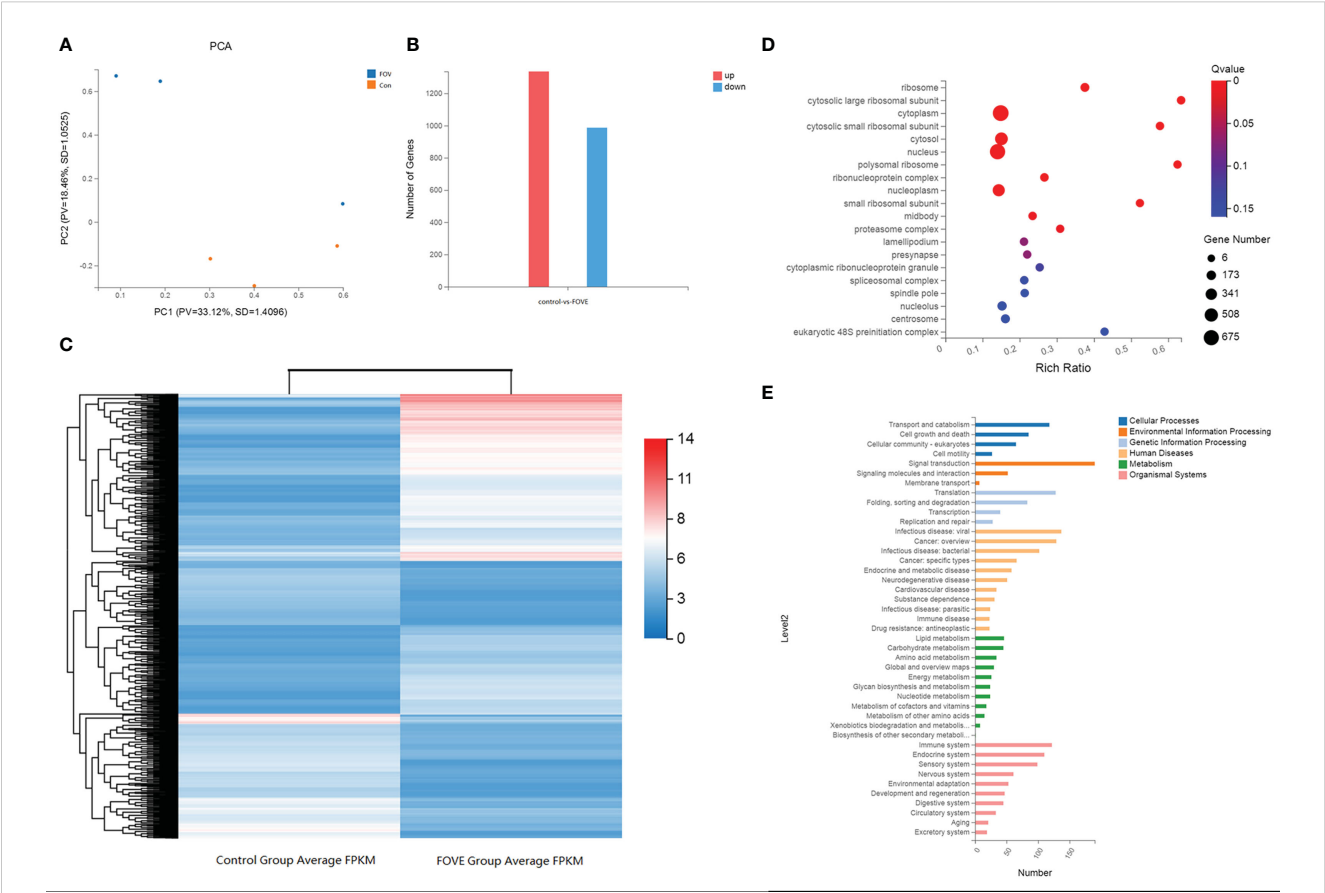 A
PCA
FOV
Con
0.6
0.4
0.2
0
-0.2
PC2 (PV=18.46%, SD=1.0525)
0.1
0.2
0.3
0.4
0.5
0.6
PC1 (PV=33.12%, SD=1.4096)
B
up
down
1200
1000
800
600
400
200
0
Number of Genes
control-vs-FOVE
C
14
11
8
6
3
0
Control Group Average FPKM
FOVE Group Average FPKM
D
ribosome
cytosolic large ribosomal subunit
cytoplasm
cytosolic small ribosomal subunit
cytosol
nucleus
polysomal ribosome
ribonucleoprotein complex
nucleoplasm
small ribosomal subunit
midbody
proteasome complex
lamellipodium
presynapse
cytoplasmic ribonucleoprotein granule
spliceosomal complex
spindle pole
nucleolus
centrosome
eukaryotic 48S preinitiation complex
0
0.1
0.2
0.3
0.4
0.5
0.6
Rich Ratio
Qvalue
0
0.05
0.1
0.15
Gene Number
6
173
341
508
675
E
Transport and catabolism
Cell growth and death
Cellular community - eukaryotes
Cell motility
Signal transduction
Signaling molecules and interaction
Membrane transport
Translation
Folding, sorting and degradation
Transcription
Replication and repair
Infectious disease: viral
Cancer: overview
Infectious disease: bacterial
Cancer: specific types
Endocrine and metabolic disease
Neurodegenerative disease
Cardiovascular disease
Substance dependence
Infectious disease: parasitic
Immune disease
Drug resistance: antineoplastic
Lipid metabolism
Carbohydrate metabolism
Amino acid metabolism
Global and overview maps
Energy metabolism
Glycan biosynthesis and metabolism
Nucleotide metabolism
Metabolism of cofactors and vitamins
Metabolism of other amino acids
Xenobiotics biodegradation and metabolis...
Biosynthesis of other secondary metaboli...
Immune system
Endocrine system
Sensory system
Nervous system
Environmental adaptation
Development and regeneration
Digestive system
Circulatory system
Aging
Excretory system
Level2
0
50
100
150
Number
Cellular Processes
Environmental Information Processing
Genetic Information Processing
Human Diseases
Metabolism
Organismal Systems